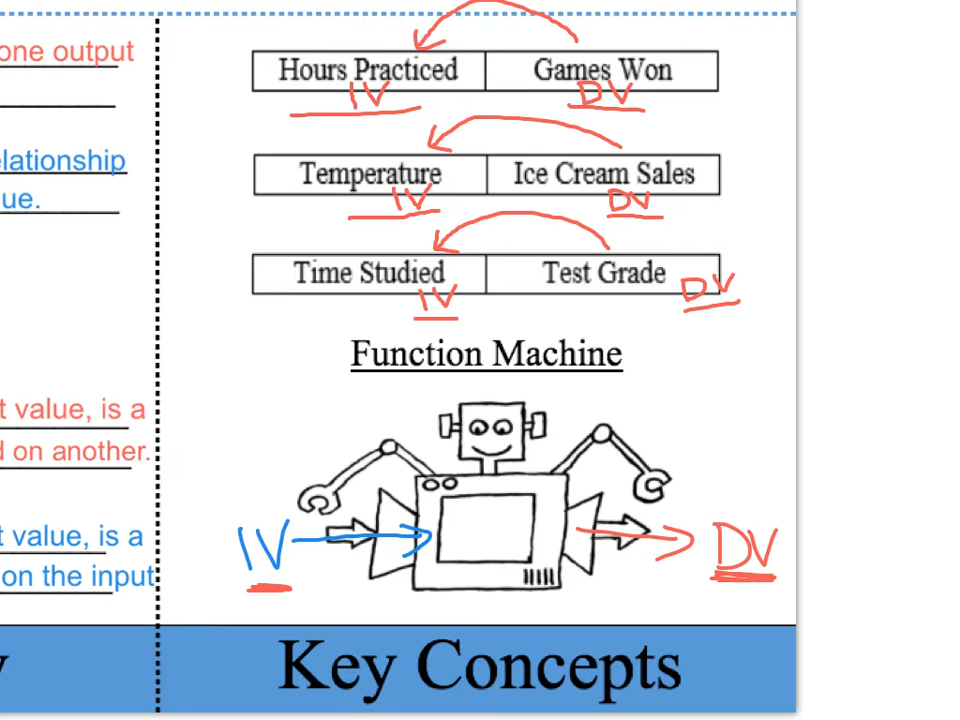 one output
elationship
ue.
t value, is a
d on another.
t value, is a
on the input
y
Hours Practiced Games Won
IV DV
Temperature Ice Cream Sales
IV DV
Time Studied Test Grade
IV DV
Function Machine
IV DV
Key Concepts